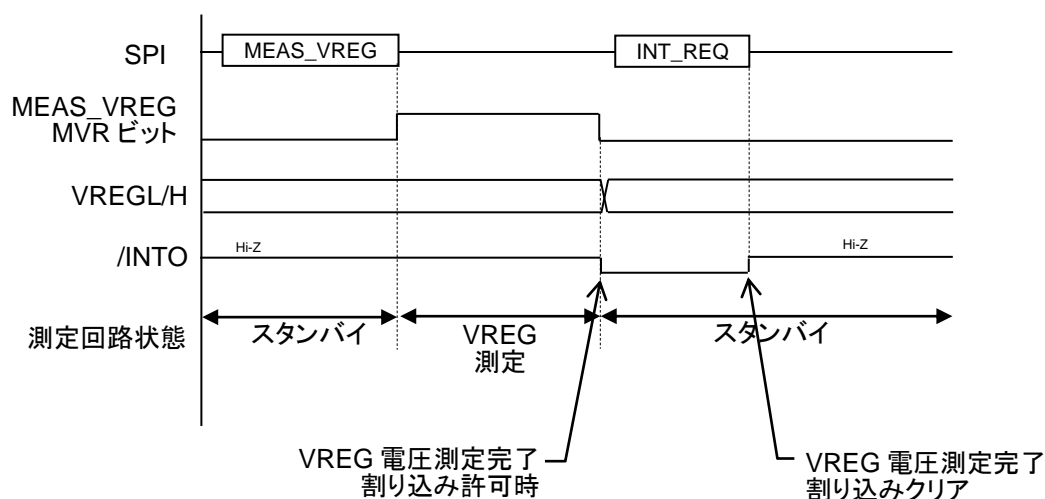 SPI
MEAS_VREG
INT_REQ
MEAS_VREG
MVR ビット
VREGL/H
/INTO
Hi-Z
Hi-Z
測定回路状態
スタンバイ
VREG
測定
スタンバイ
VREG 電圧測定完了
割り込み許可時
VREG 電圧測定完了
割り込みクリア